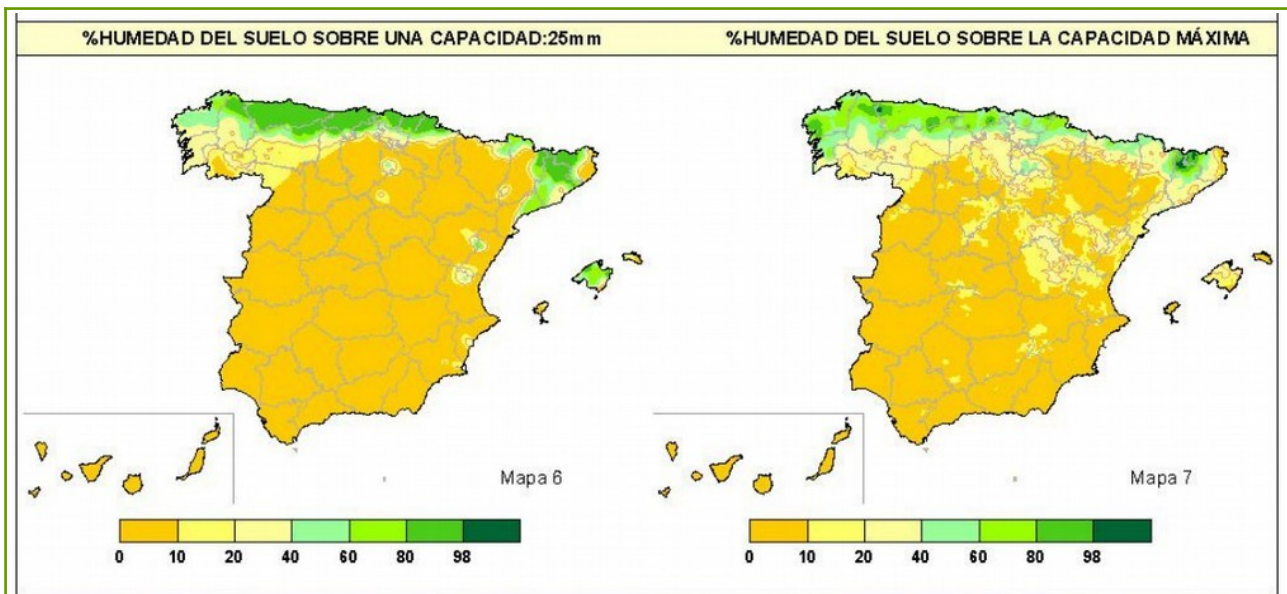 %HUMEDAD DEL SUELO SOBRE UNA CAPACIDAD:25mm
%HUMEDAD DEL SUELO SOBRE LA CAPACIDAD MÁXIMA
Mapa 6
Mapa 7
0 10 20 40 60 80 98
0 10 20 40 60 80 98